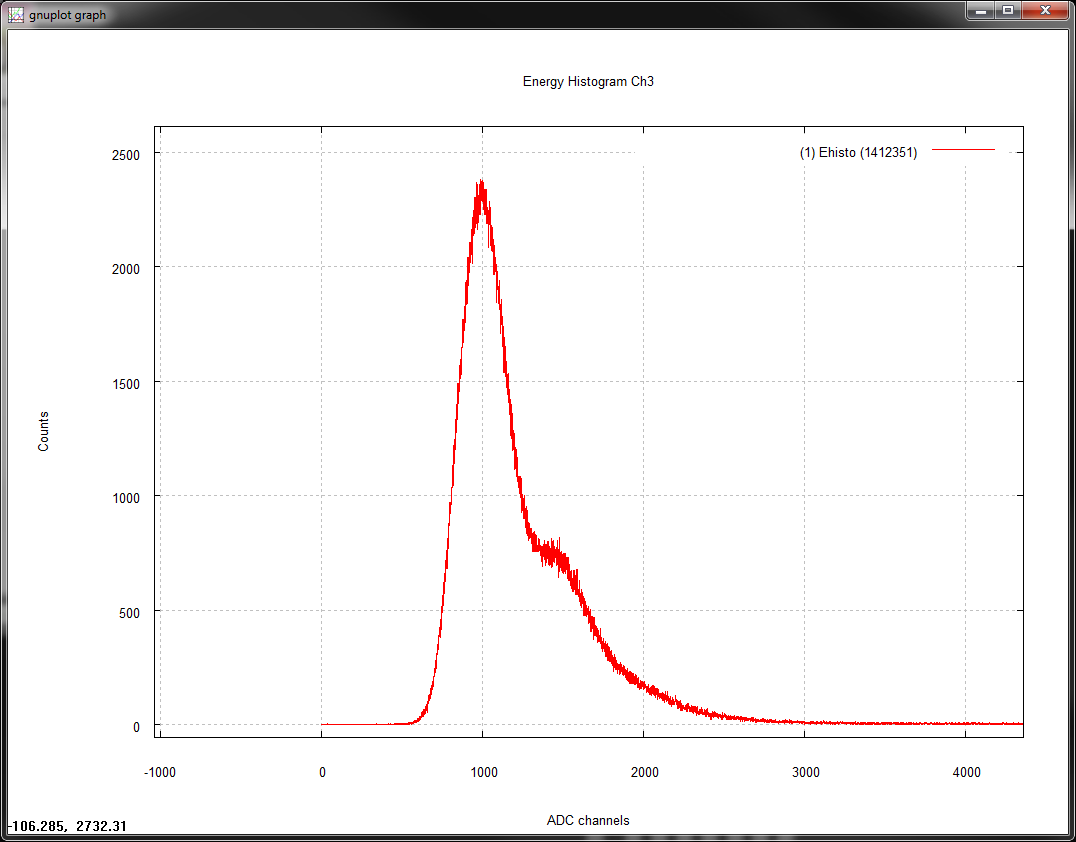 gnuplot graph
Energy Histogram Ch3
(1) Ehisto (1412351)
2500
2000
1500
1000
500
0
Counts
-1000 0 1000 2000 3000 4000
ADC channels
-106.285, 2732.31